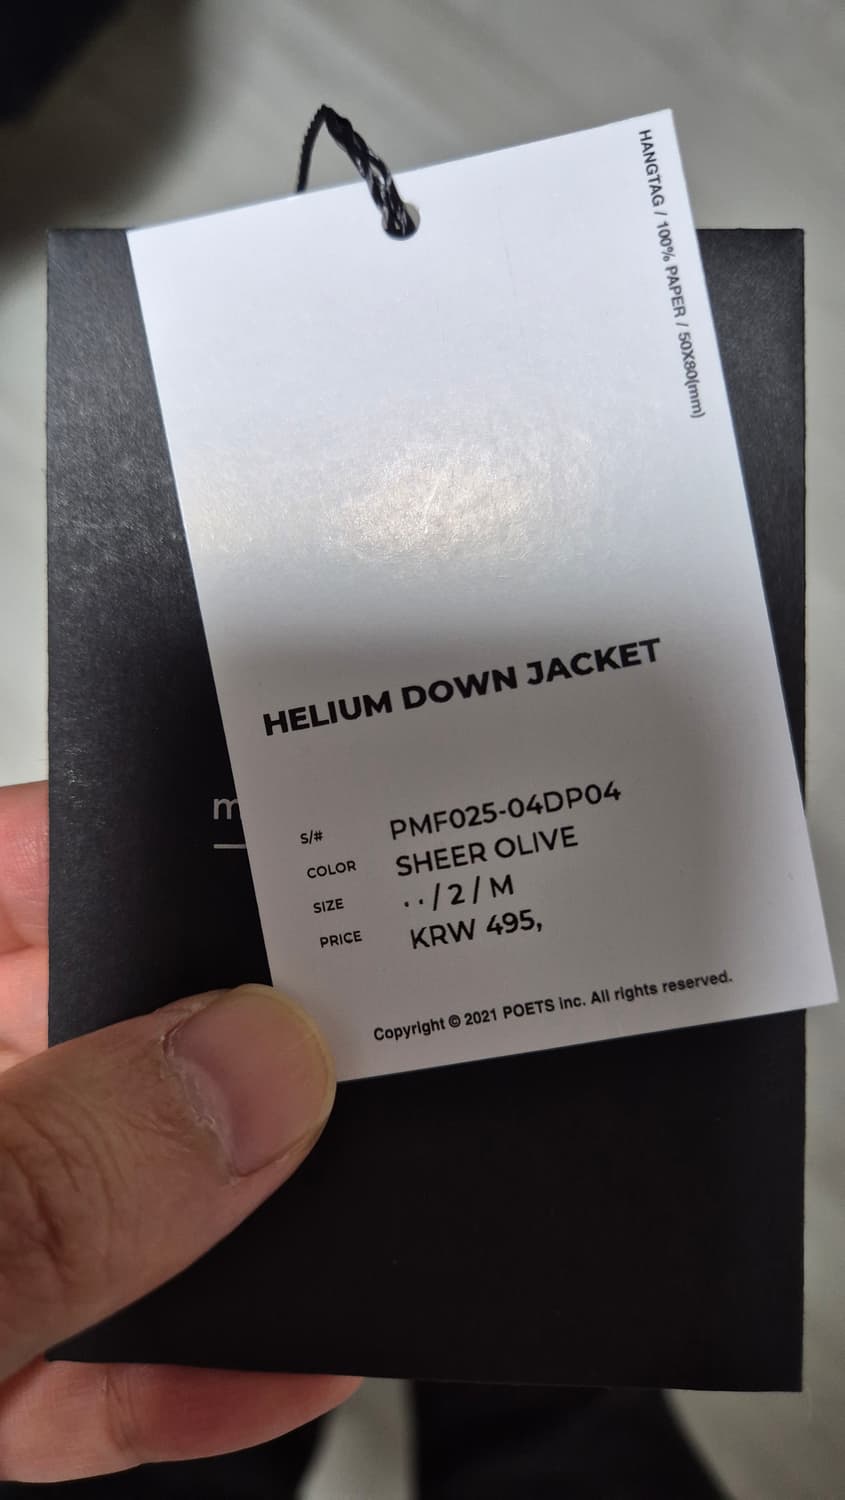 HANGTAG / 100% PAPER / 50X80(mm)
HELIUM DOWN JACKET
S/# PMF025-04DP04
COLOR SHEER OLIVE
SIZE . . / 2 / M
PRICE KRW 495,
Copyright © 2021 POETS inc. All rights reserved.
m